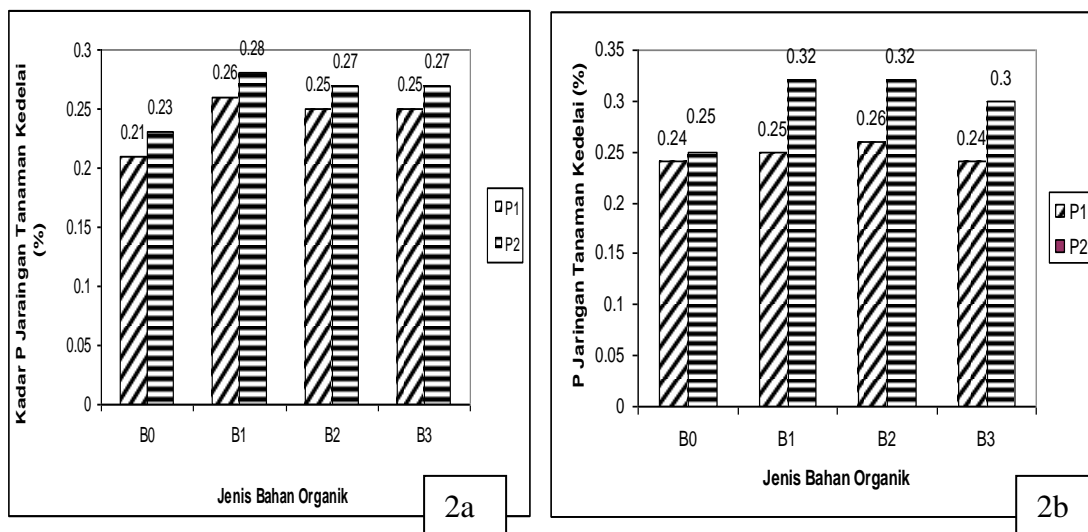 Kadar P Jaraingan Tanaman Kedelai
(%)
0.3
0.25
0.2
0.15
0.1
0.05
0
0.21
0.23
0.26
0.28
0.25
0.27
0.25
0.27
B0
B1
B2
B3
Jenis Bahan Organik
P1
P2
2a
P Jaringan Tanaman Kedelai (%)
0.35
0.3
0.25
0.2
0.15
0.1
0.05
0
0.24
0.25
0.25
0.32
0.26
0.32
0.24
0.3
B0
B1
B2
B3
Jenis Bahan Organik
P1
P2
2b